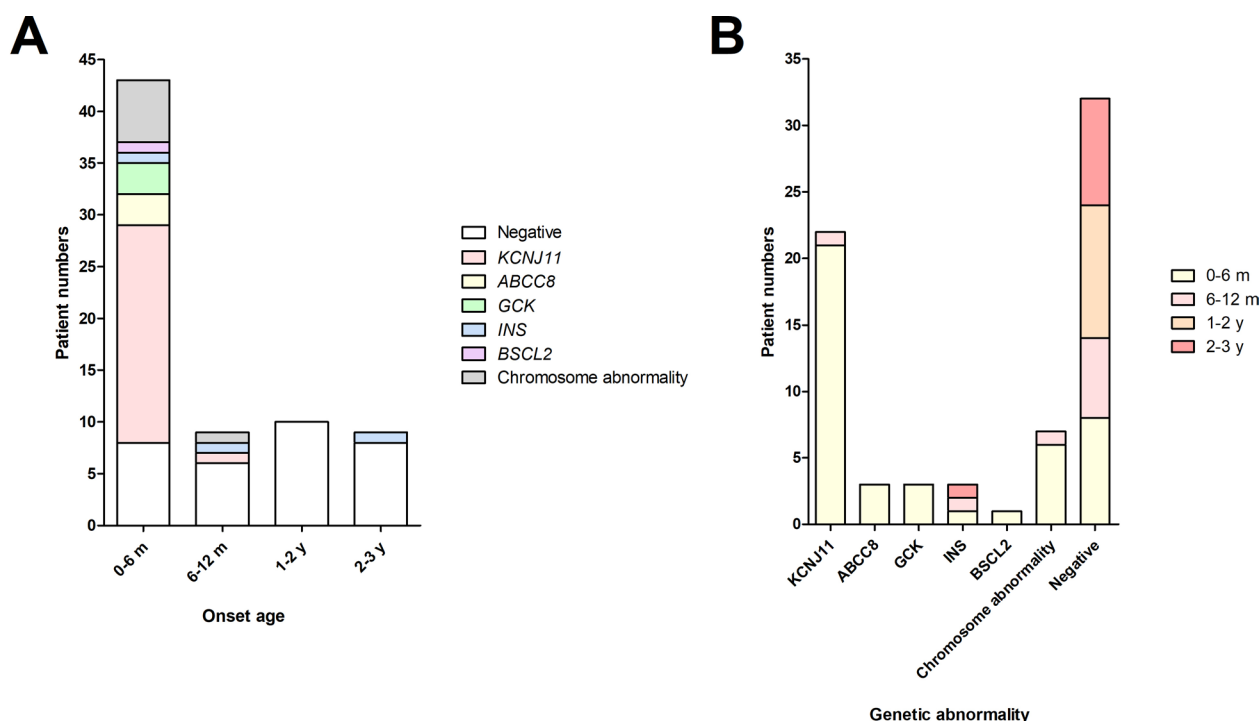 A
45
40
35
30
25
20
15
10
5
0
Patient numbers
0-6 m
6-12 m
1-2 y
2-3 y
Onset age
Negative
KCNJ11
ABCC8
GCK
INS
BSCL2
Chromosome abnormality
B
35
30
25
20
15
10
5
0
Patient numbers
KCNJ11
ABCC8
GCK
INS
BSCL2
Chromosome abnormality
Negative
Genetic abnormality
0-6 m
6-12 m
1-2 y
2-3 y